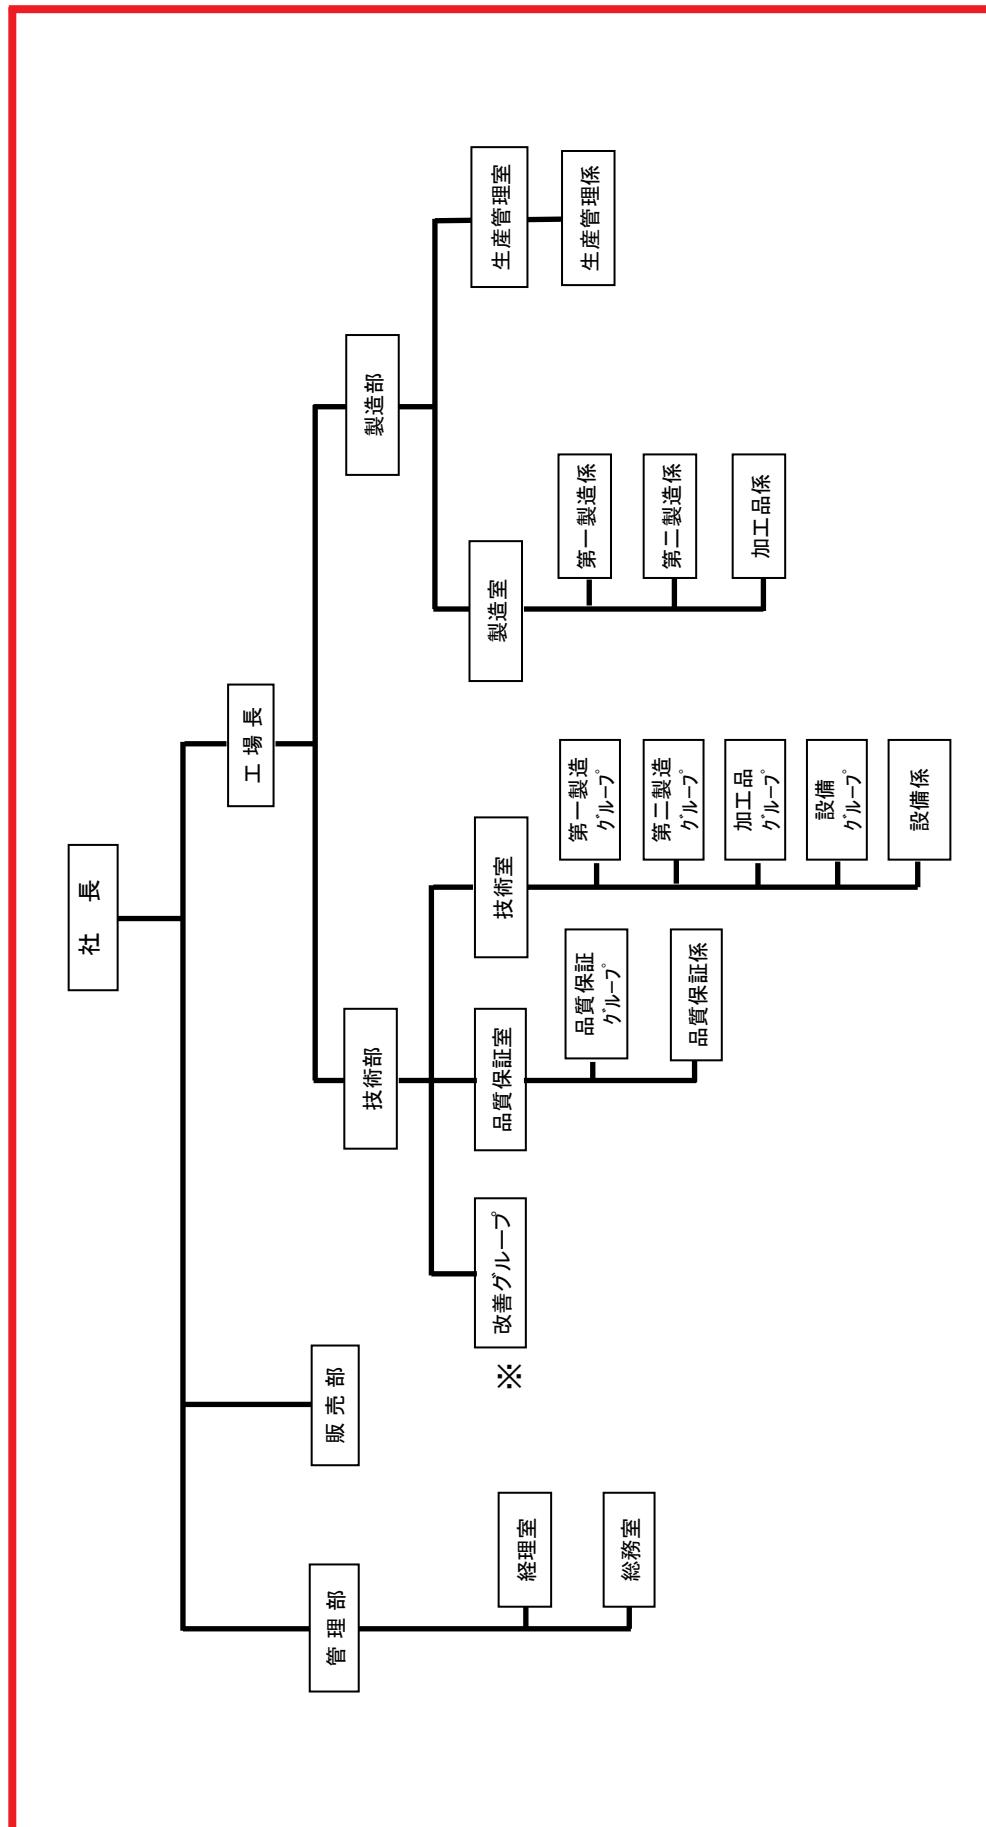 社　長
工 場 長
管 理 部
販 売 部
技術部
製造部
経理室
総務室
※
改善グループ
品質保証室
技術室
製造室
生産管理室
品質保証
グループ
品質保証係
第一製造
グループ
第二製造
グループ
加工品
グループ
設備
グループ
設備係
第一製造係
第二製造係
加工品係
生産管理係